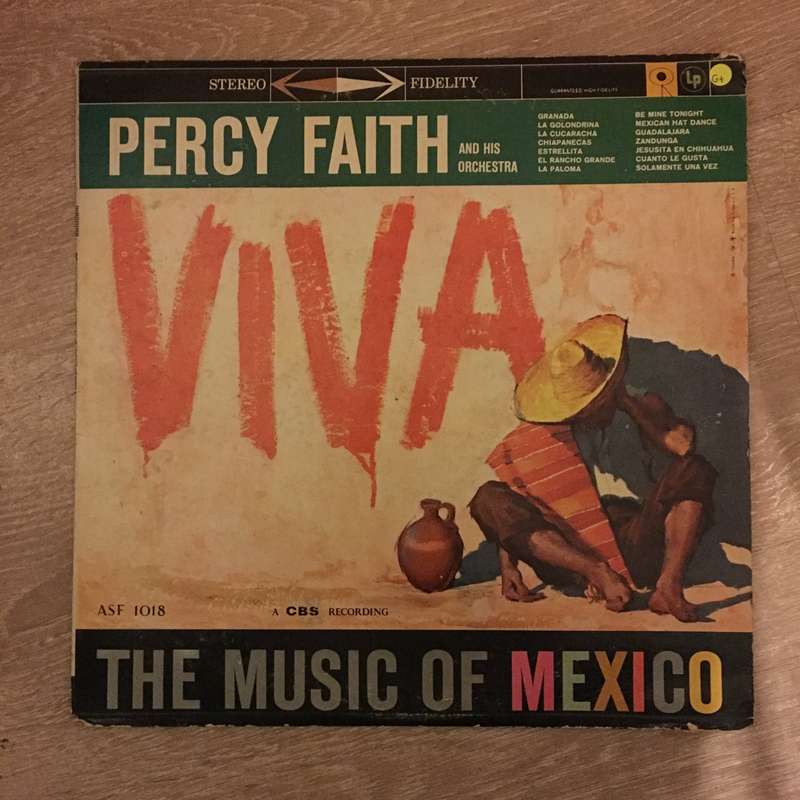 STEREO FIDELITY
GUARANTEED HIGH FIDELITY
Lp
G+
PERCY FAITH
AND HIS
ORCHESTRA
GRANADA
LA GOLONDRINA
LA CUCARACHA
CHIAPANECAS
ESTRELLITA
EL RANCHO GRANDE
LA PALOMA
BE MINE TONIGHT
MEXICAN HAT DANCE
GUADALAJARA
ZANDUNGA
JESUSITA EN CHIHUAHUA
CUANTO LE GUSTA
SOLAMENTE UNA VEZ
VIVA
ASF 1018
A CBS RECORDING
THE MUSIC OF MEXICO